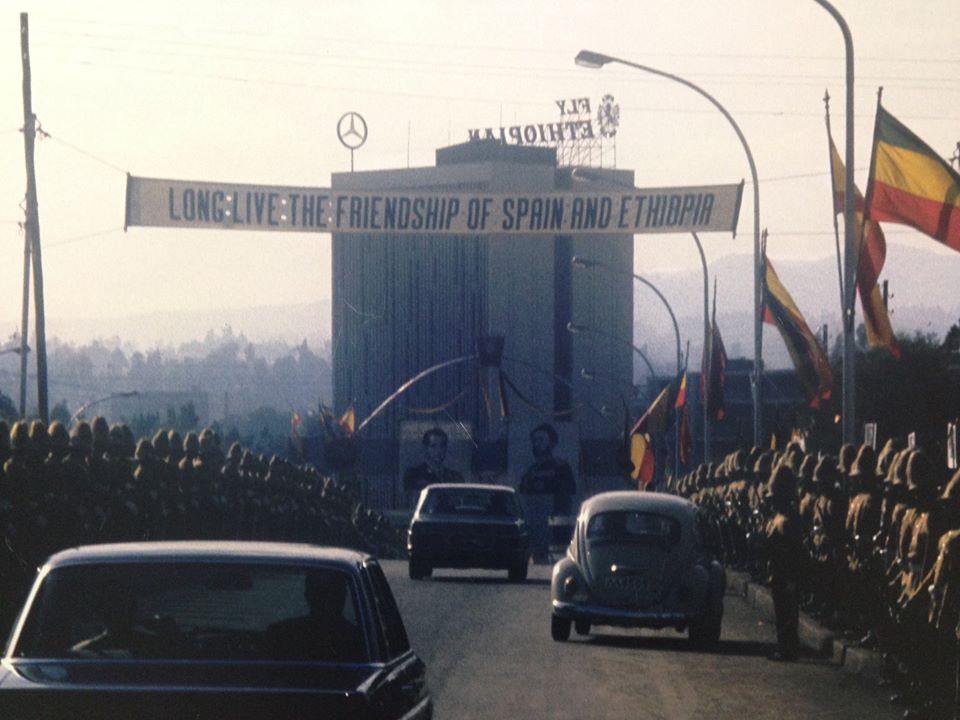 FLY
ETHIOPIAN
LONG:LIVE:THE:FRIENDSHIP OF SPAIN AND ETHIOPIA